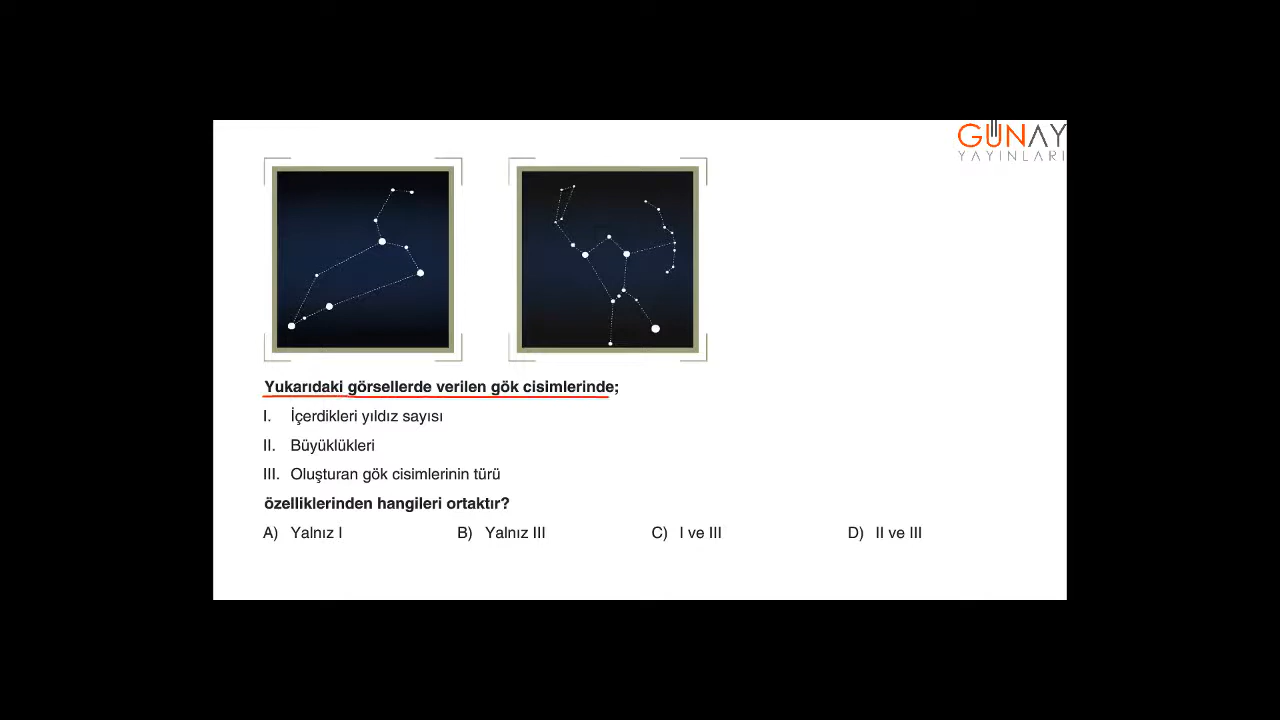 GÜNAY
YAYINLARI
Yukarıdaki görsellerde verilen gök cisimlerinde;
I. İçerdikleri yıldız sayısı
II. Büyüklükleri
III. Oluşturan gök cisimlerinin türü
özelliklerinden hangileri ortaktır?
A) Yalnız I B) Yalnız III C) I ve III D) II ve III